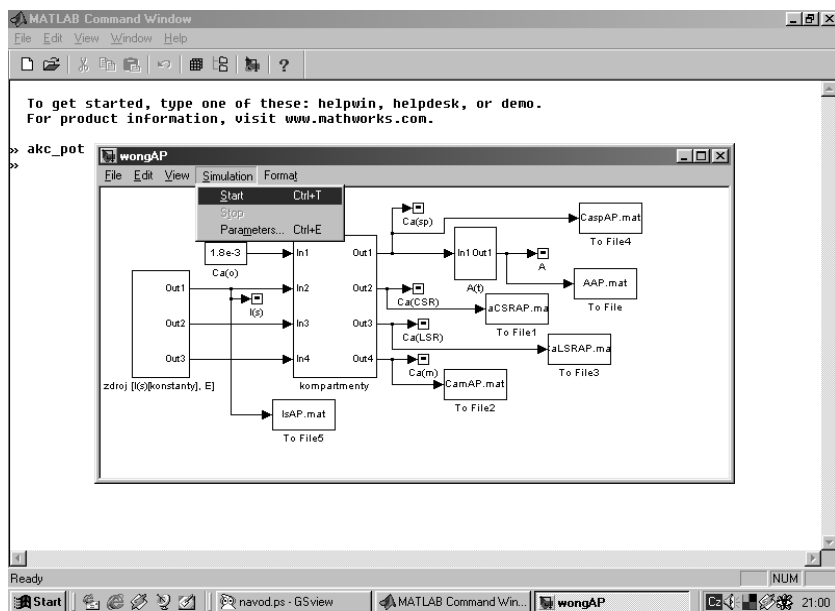 MATLAB Command Window
File Edit View Window Help
?
To get started, type one of these: helpwin, helpdesk, or demo.
For product information, visit www.mathworks.com.
» akc_pot
»
wongAP
File Edit View Simulation Format
Start Ctrl+T
Stop
Parameters... Ctrl+E
1.8e-3
Ca(o)
Out1
Out2
Out3
zdroj [I(s)[konstanty], E]
I(s)
IsAP.mat
To File5
In1 Out1
In2 Out2
In3 Out3
In4 Out4
kompartmenty
Ca(sp)
CaspAP.mat
To File4
In1 Out1
A(t)
A
AAP.mat
To File
Ca(CSR)
aCSRAP.ma
To File1
Ca(LSR)
aLSRAP.ma
To File3
Ca(m)
CamAP.mat
To File2
Ready NUM
Start navod.ps - GSview MATLAB Command Win... wongAP Cz 21:00